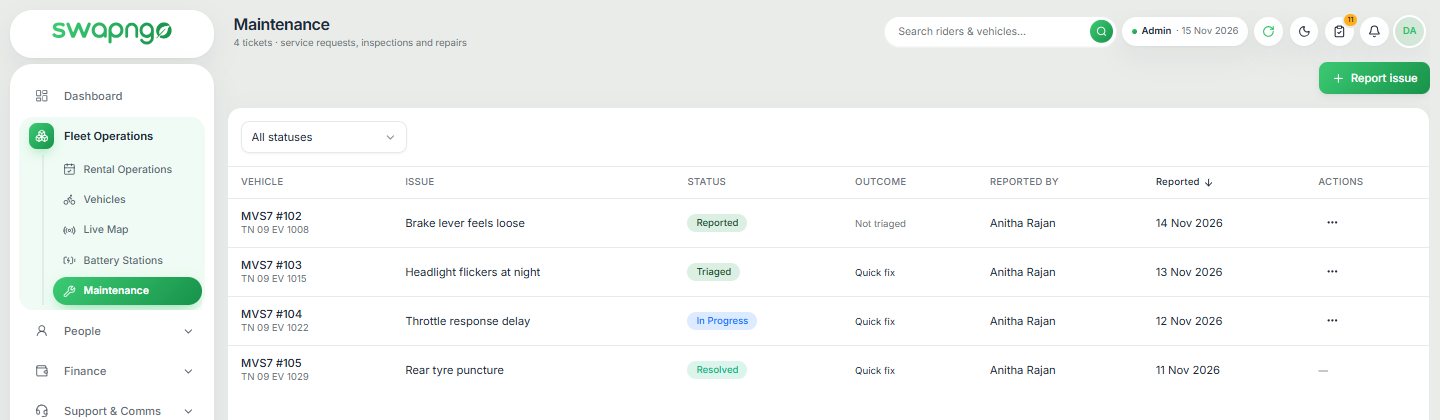 swapngo
Maintenance
4 tickets · service requests, inspections and repairs
Search riders & vehicles...
Admin · 15 Nov 2026
11
DA
Report issue
Dashboard
Fleet Operations
Rental Operations
Vehicles
Live Map
Battery Stations
Maintenance
People
Finance
Support & Comms
All statuses
VEHICLE ISSUE STATUS OUTCOME REPORTED BY Reported ↓ ACTIONS
MVS7 #102
TN 09 EV 1008
Brake lever feels loose Reported Not triaged Anitha Rajan 14 Nov 2026 ···
MVS7 #103
TN 09 EV 1015
Headlight flickers at night Triaged Quick fix Anitha Rajan 13 Nov 2026 ···
MVS7 #104
TN 09 EV 1022
Throttle response delay In Progress Quick fix Anitha Rajan 12 Nov 2026 ···
MVS7 #105
TN 09 EV 1029
Rear tyre puncture Resolved Quick fix Anitha Rajan 11 Nov 2026 —